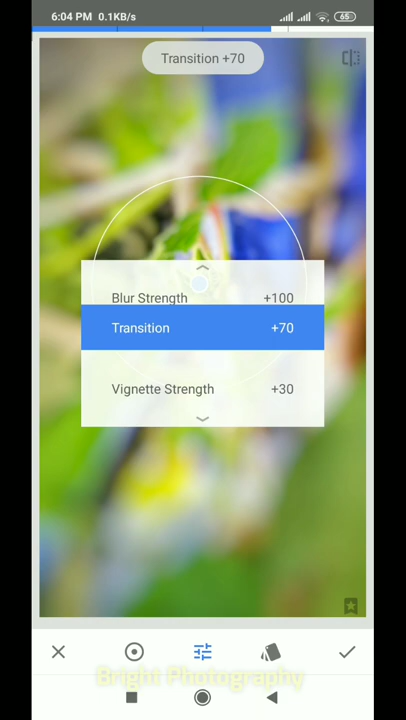 6:04 PM 0.1KB/s 65
Transition +70
Blur Strength +100
Transition +70
Vignette Strength +30
Bright Photography